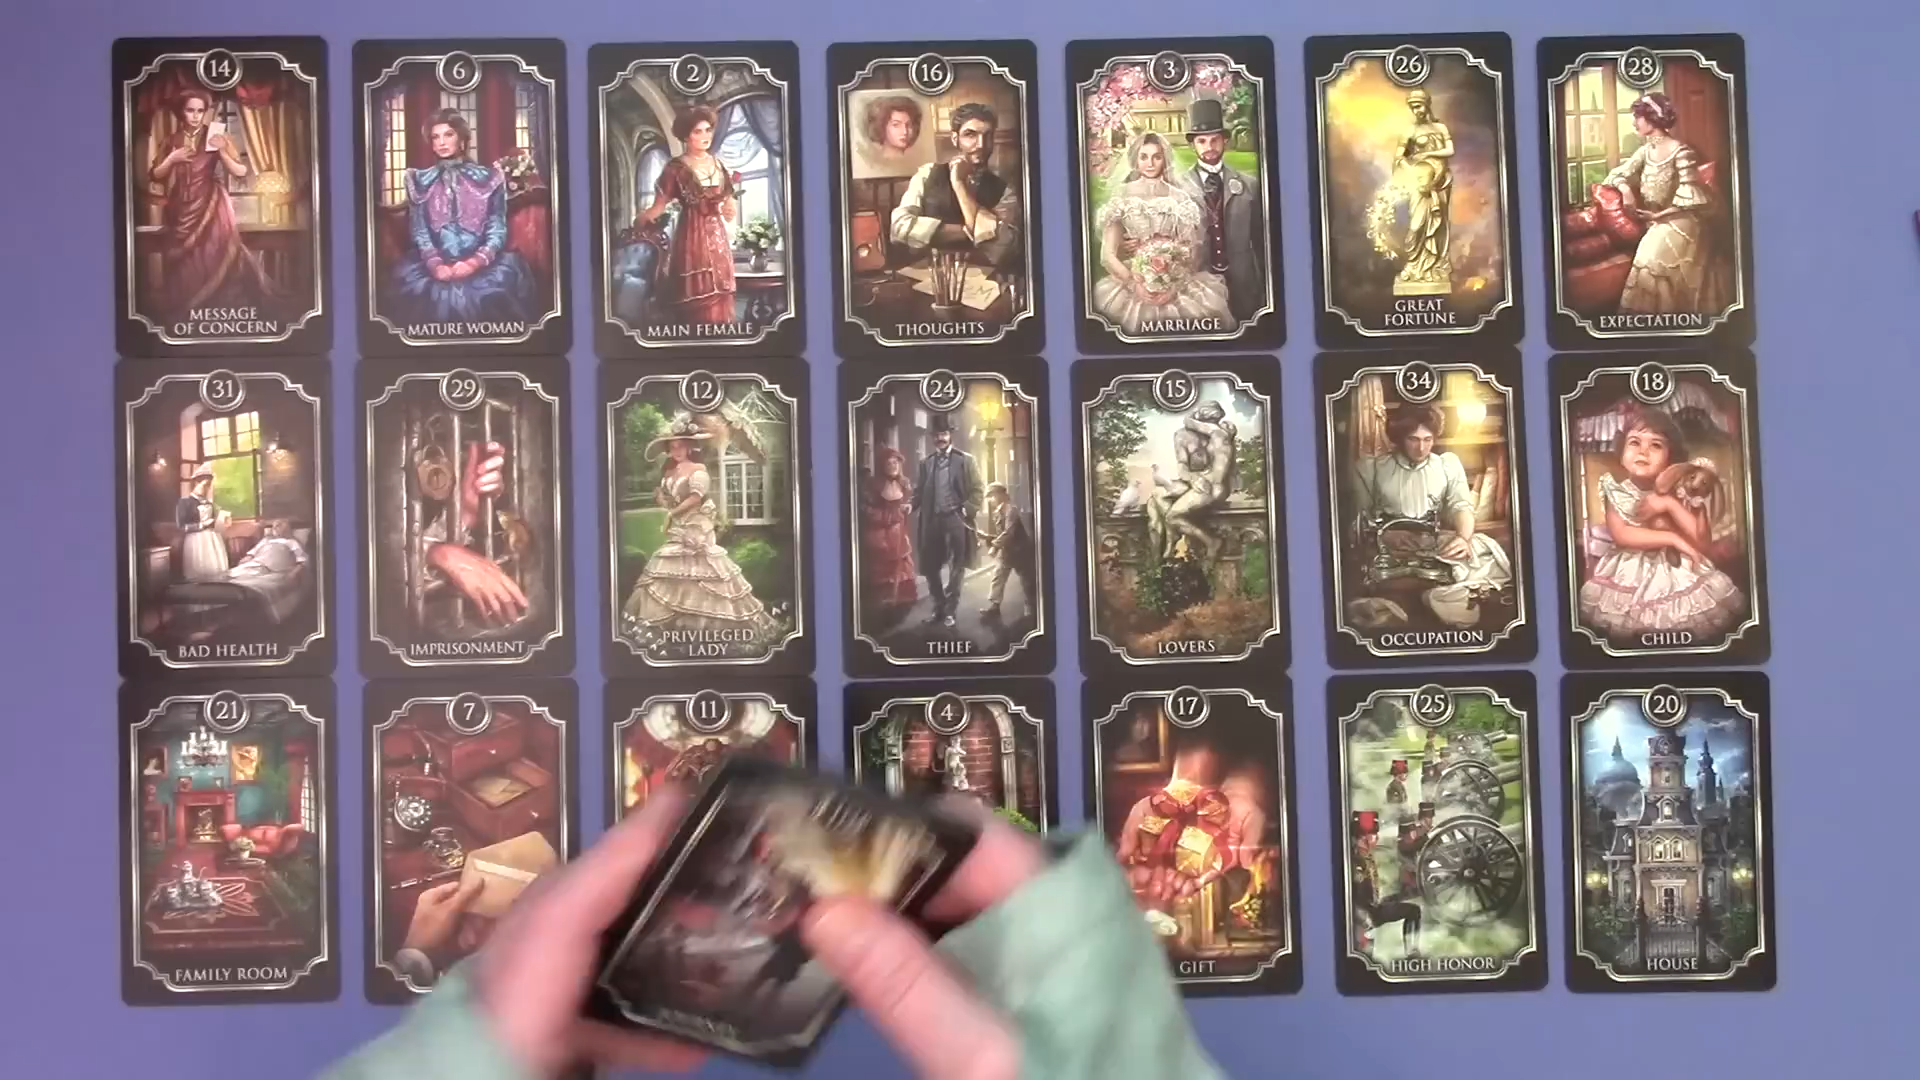 14
MESSAGE
OF CONCERN
6
MATURE WOMAN
2
MAIN FEMALE
16
THOUGHTS
3
MARRIAGE
26
GREAT
FORTUNE
28
EXPECTATION
31
BAD HEALTH
29
IMPRISONMENT
12
PRIVILEGED
LADY
24
THIEF
15
LOVERS
34
OCCUPATION
18
CHILD
21
FAMILY ROOM
7
11
4
17
GIFT
25
HIGH HONOR
20
HOUSE